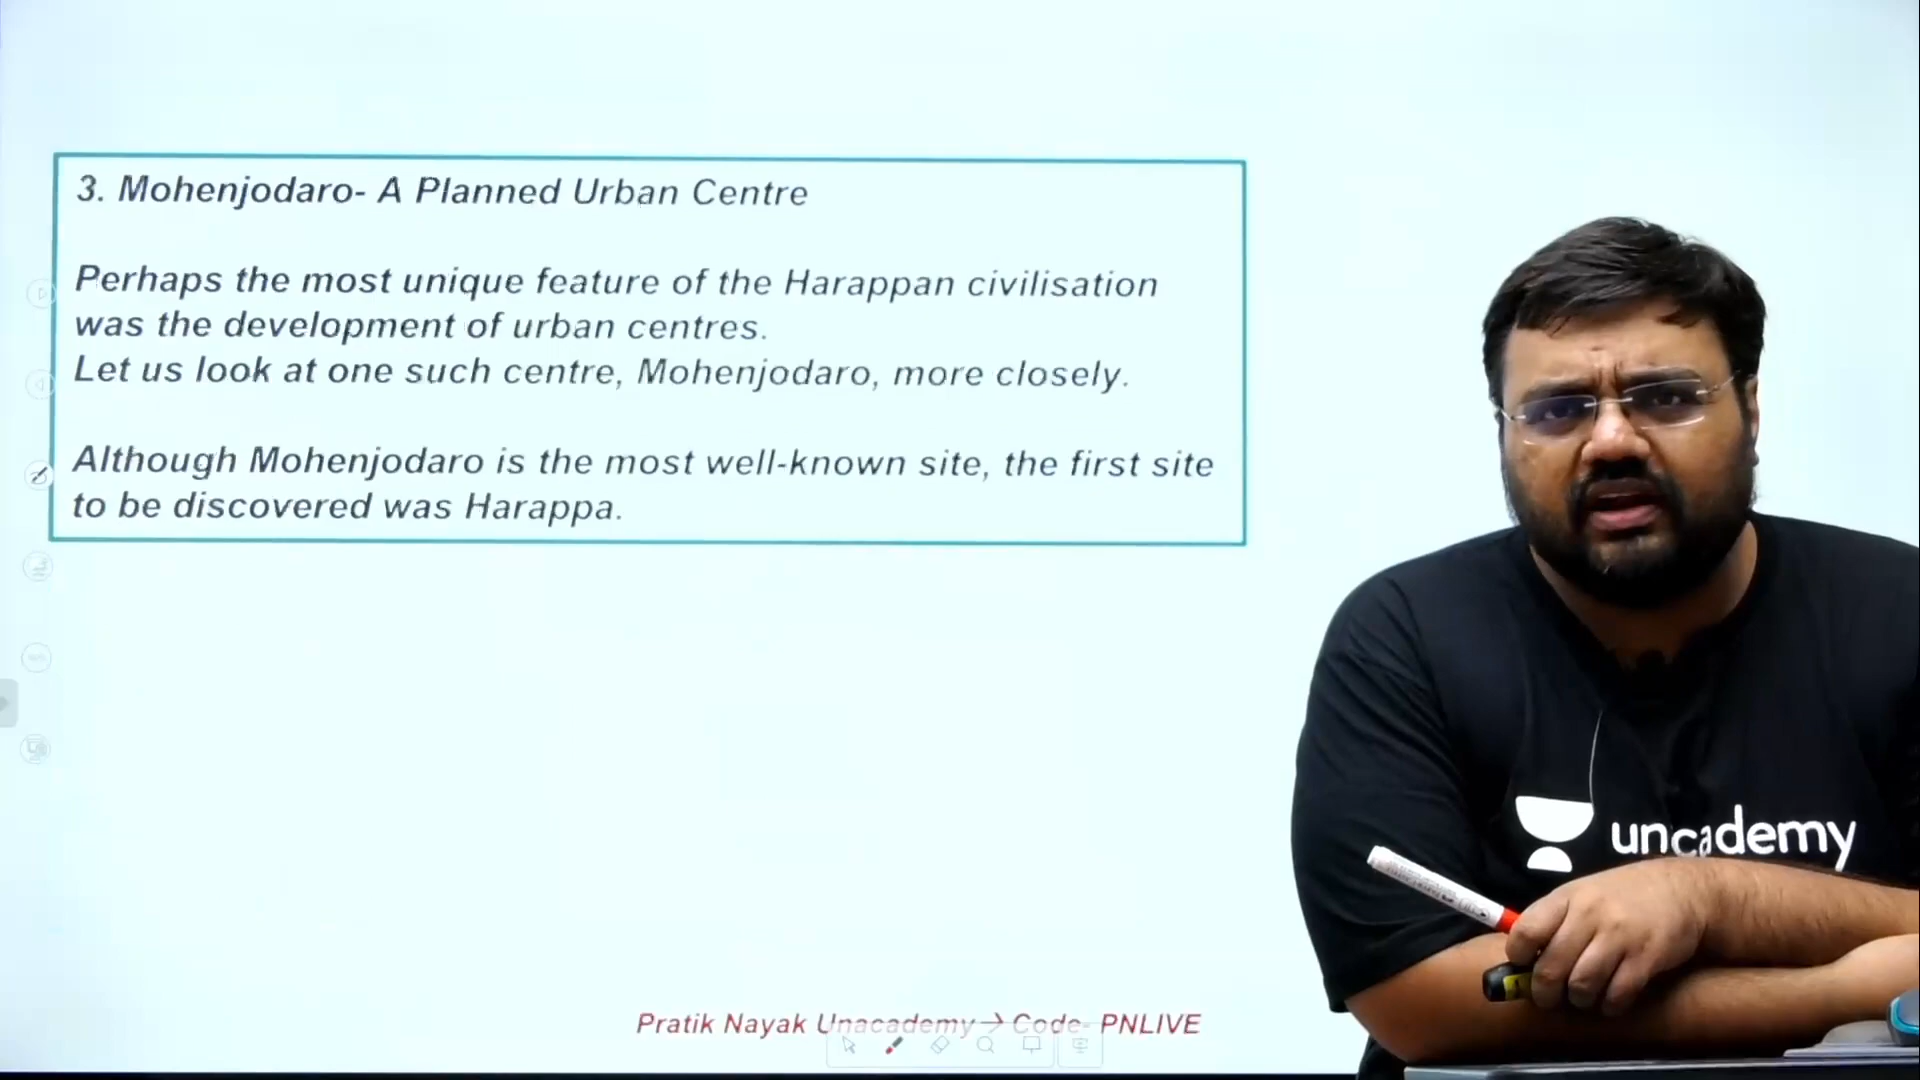 3. Mohenjodaro- A Planned Urban Centre
Perhaps the most unique feature of the Harappan civilisation
was the development of urban centres.
Let us look at one such centre, Mohenjodaro, more closely.
Although Mohenjodaro is the most well-known site, the first site
to be discovered was Harappa.
unacademy
Pratik Nayak Unacademy→ Code- PNLIVE